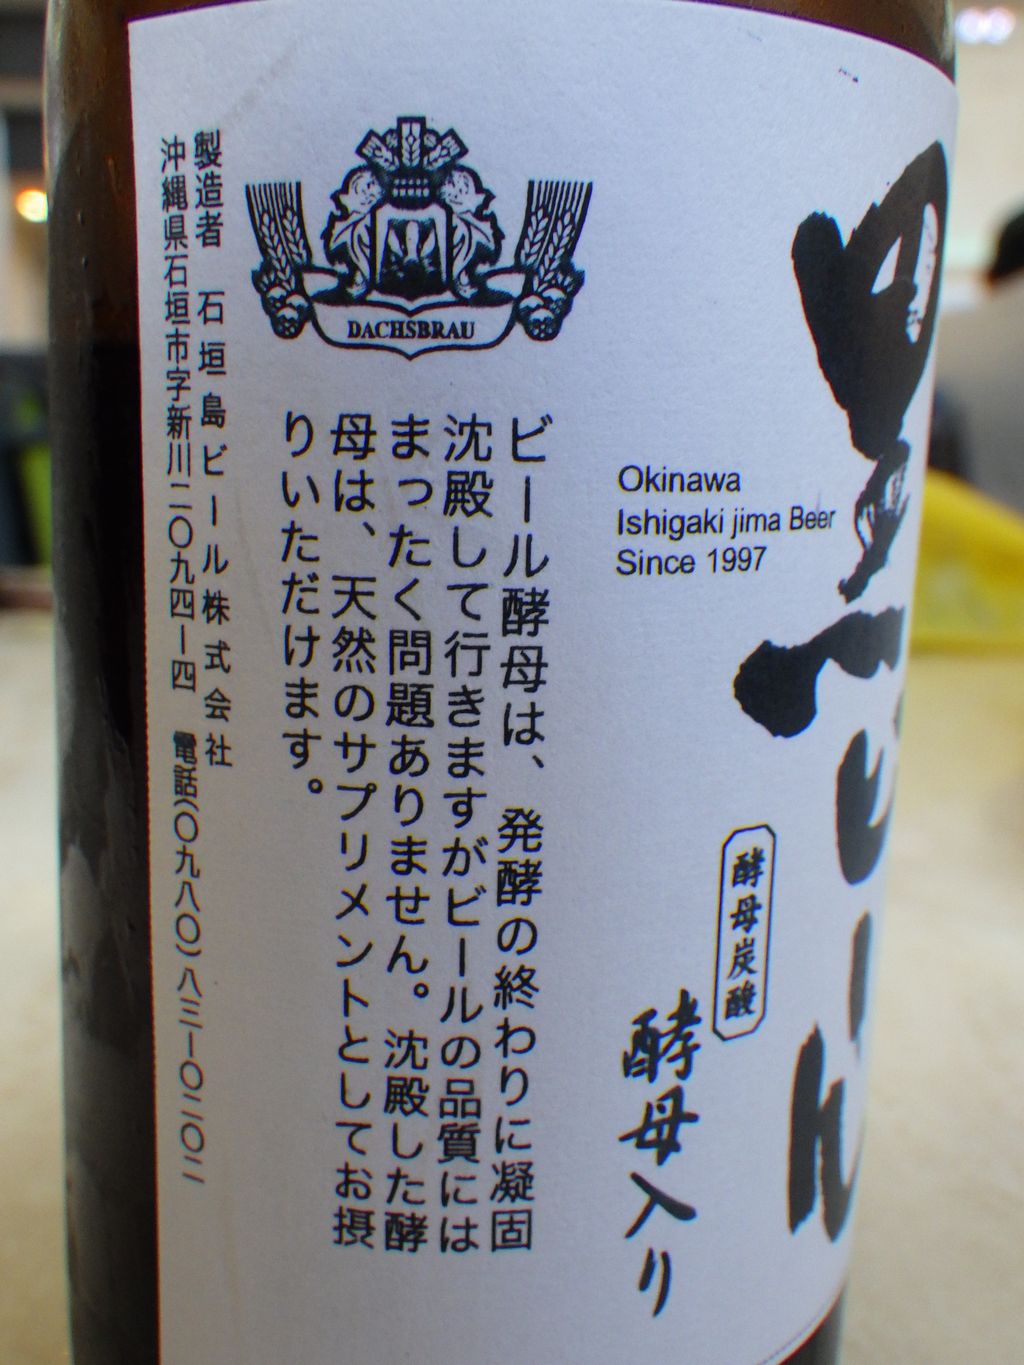 黒
びーる
酵母炭酸
酵母入り
Okinawa
Ishigaki jima Beer
Since 1997
DACHSBRAU
ビール酵母は、発酵の終わりに凝固
沈殿して行きますがビールの品質には
まったく問題ありません。沈殿した酵
母は、天然のサプリメントとしてお摂
りいただけます。
製造者 石垣島ビール株式会社
沖縄県石垣市字新川二〇九四ー四 電話(〇九八〇)八三ー〇二〇二